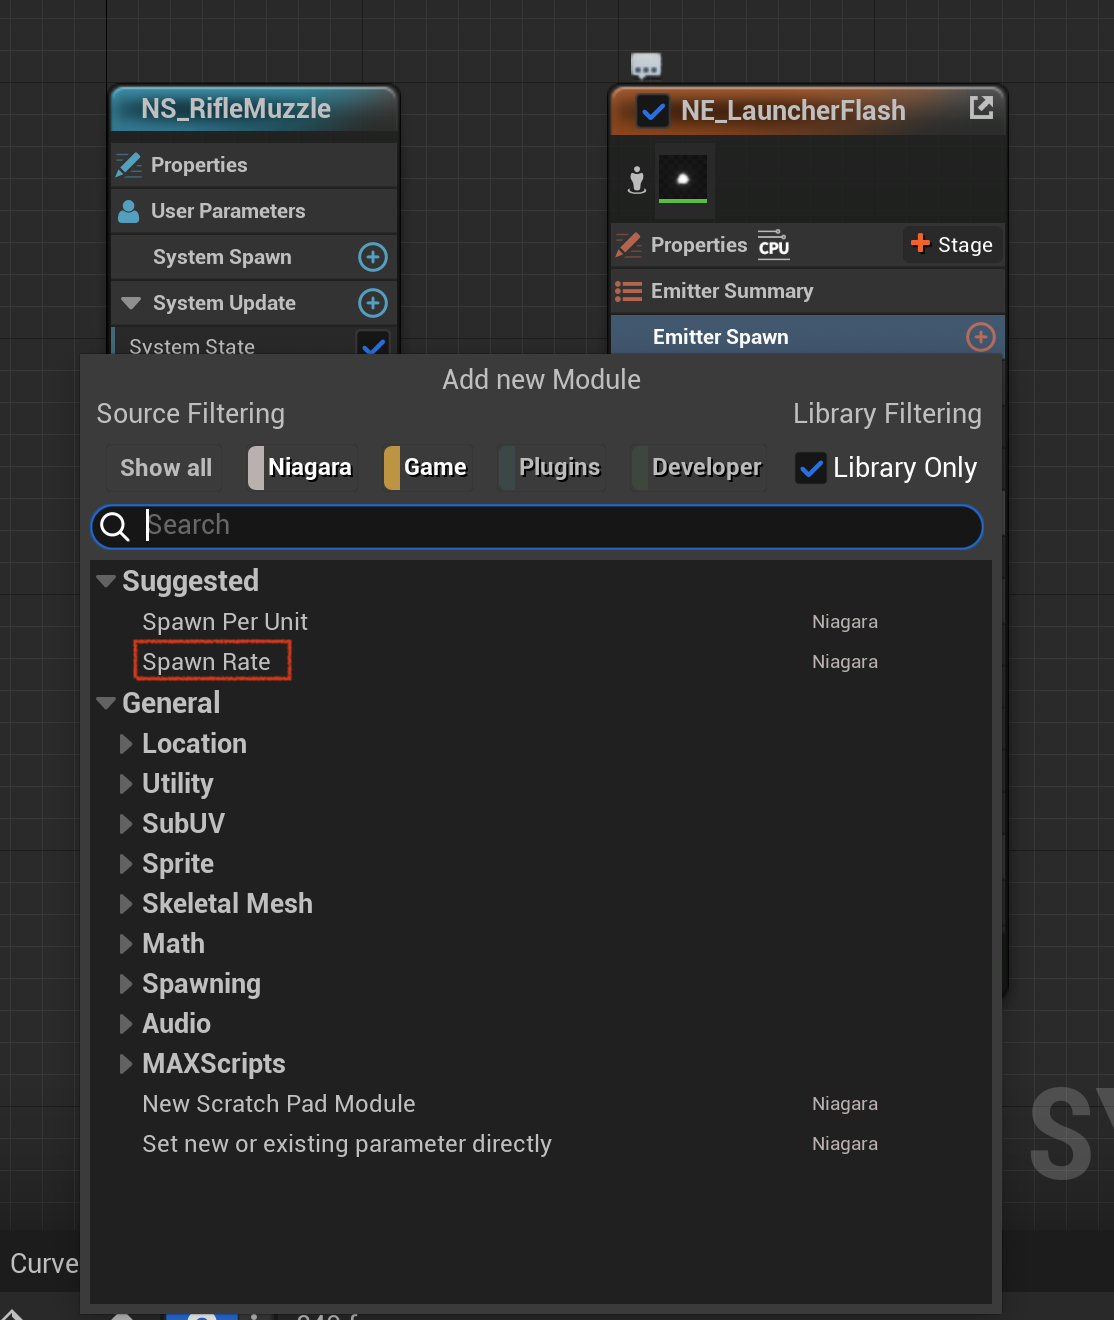 NS_RifleMuzzle
Properties
User Parameters
System Spawn
System Update
System State
NE_LauncherFlash
Properties CPU Stage
Emitter Summary
Emitter Spawn
Add new Module
Source Filtering Library Filtering
Show all Niagara Game Plugins Developer Library Only
Search
Suggested
Spawn Per Unit Niagara
Spawn Rate Niagara
General
Location
Utility
SubUV
Sprite
Skeletal Mesh
Math
Spawning
Audio
MAXScripts
New Scratch Pad Module Niagara
Set new or existing parameter directly Niagara
Curve